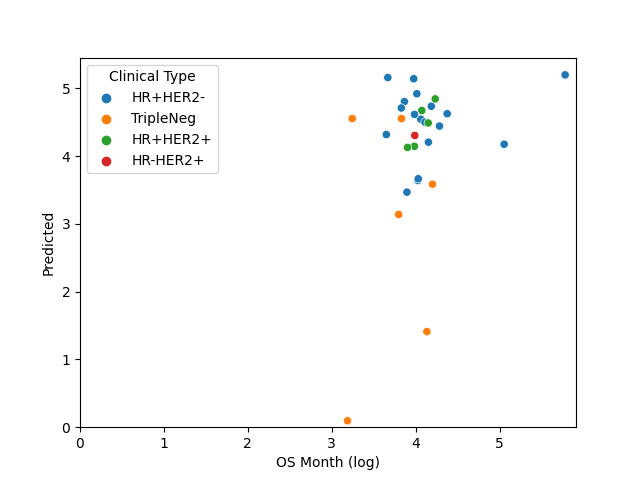 Clinical Type
HR+HER2-
TripleNeg
HR+HER2+
HR-HER2+
5
4
3
2
1
0
Predicted
0 1 2 3 4 5
OS Month (log)